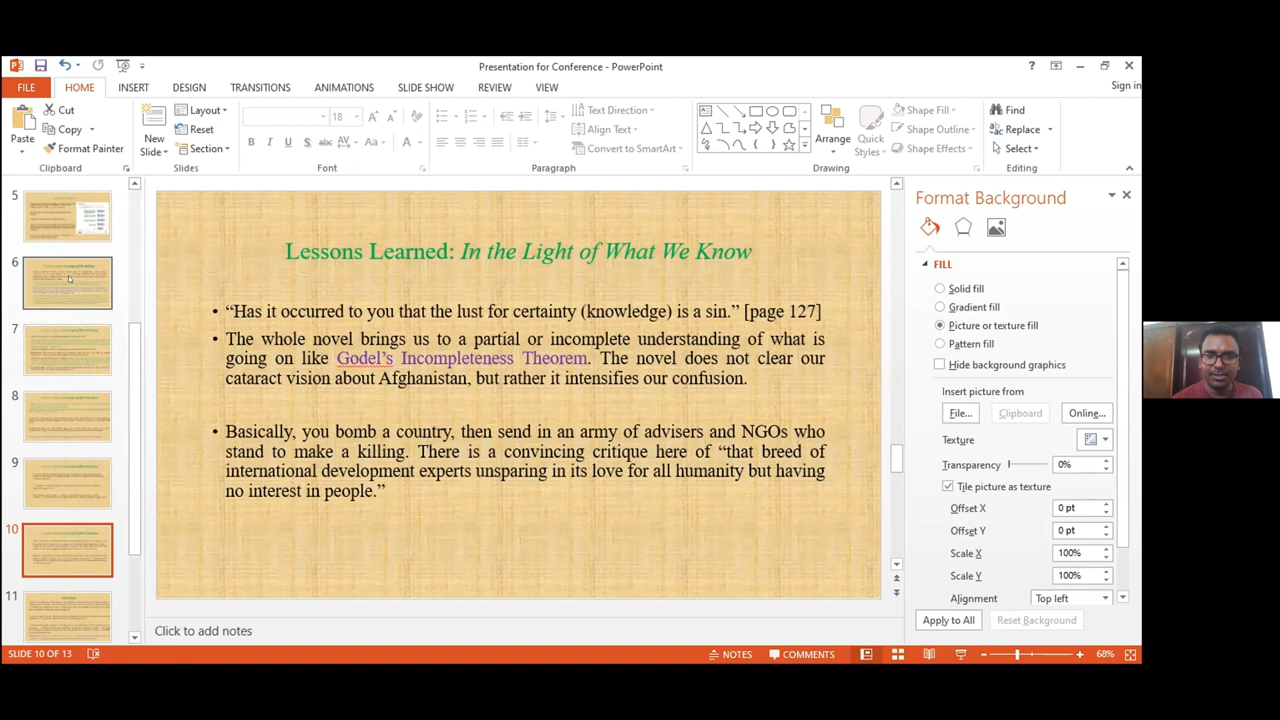 Presentation for Conference - PowerPoint
?
Sign in
FILE
HOME
INSERT
DESIGN
TRANSITIONS
ANIMATIONS
SLIDE SHOW
REVIEW
VIEW
Paste
Cut
Copy
Format Painter
Clipboard
New
Slide
Layout
Reset
Section
Slides
18
B I U S abc AV Aa A
Font
Text Direction
Align Text
Convert to SmartArt
Paragraph
Arrange
Quick
Styles
Shape Fill
Shape Outline
Shape Effects
Drawing
Find
Replace
Select
Editing
5
6
7
8
9
10
11
Lessons Learned: In the Light of What We Know
• “Has it occurred to you that the lust for certainty (knowledge) is a sin.” [page 127]
• The whole novel brings us to a partial or incomplete understanding of what is
going on like Godel’s Incompleteness Theorem. The novel does not clear our
cataract vision about Afghanistan, but rather it intensifies our confusion.
• Basically, you bomb a country, then send in an army of advisers and NGOs who
stand to make a killing. There is a convincing critique here of “that breed of
international development experts unsparing in its love for all humanity but having
no interest in people.”
Click to add notes
Format Background
FILL
Solid fill
Gradient fill
Picture or texture fill
Pattern fill
Hide background graphics
Insert picture from
File...
Clipboard
Online...
Texture
Transparency
0%
Tile picture as texture
Offset X
0 pt
Offset Y
0 pt
Scale X
100%
Scale Y
100%
Alignment
Top left
Apply to All
Reset Background
SLIDE 10 OF 13
NOTES
COMMENTS
68%